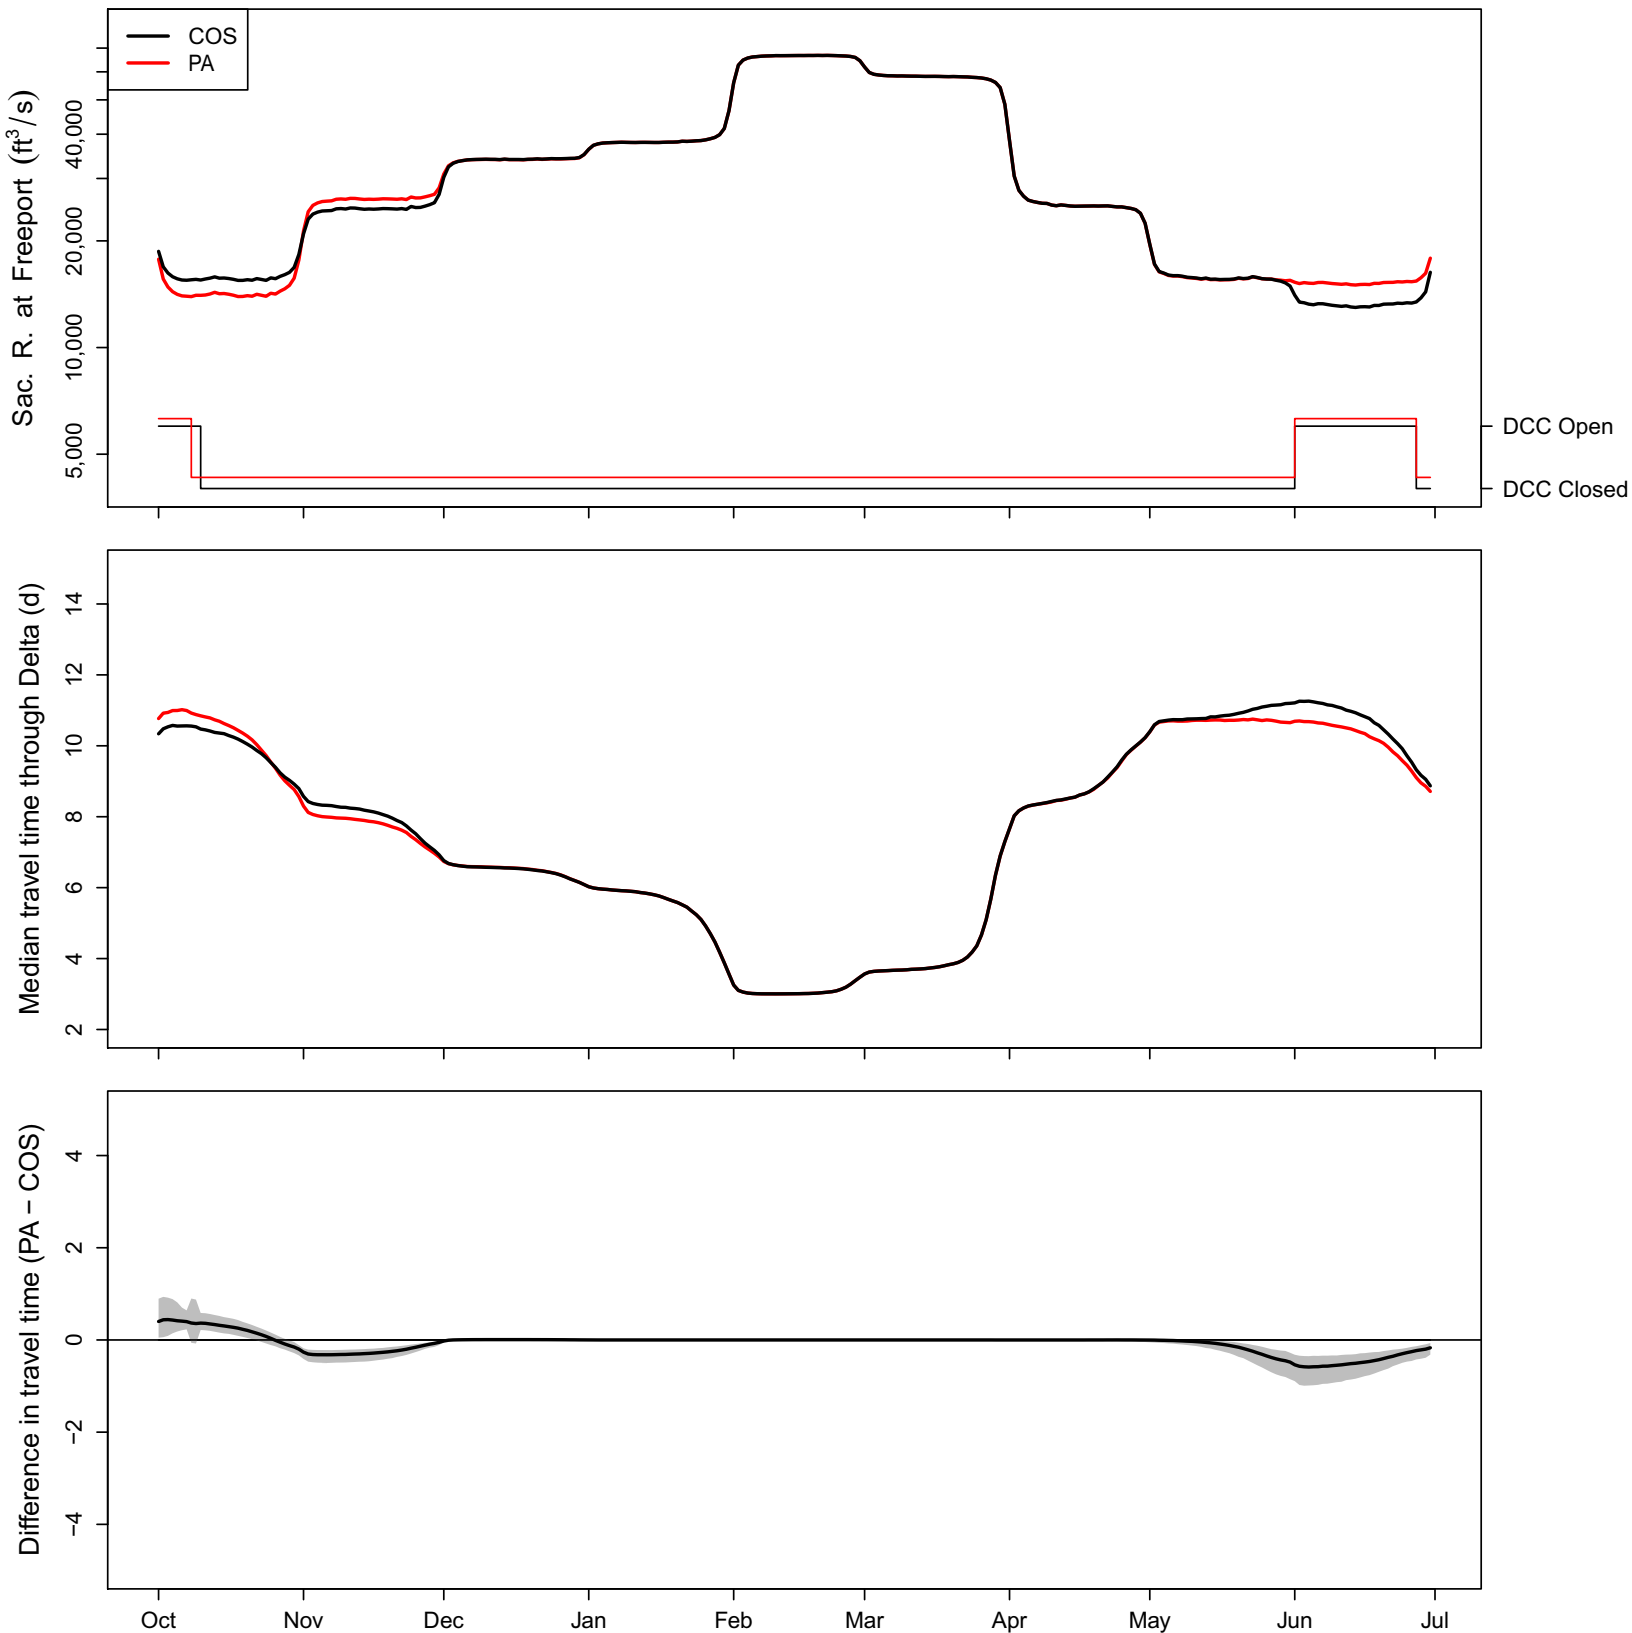 COS
PA
Sac. R. at Freeport (ft³/s)
40,000
20,000
10,000
5,000
DCC Open
DCC Closed
Median travel time through Delta (d)
14
12
10
8
6
4
2
Difference in travel time (PA − COS)
4
2
0
−2
−4
Oct Nov Dec Jan Feb Mar Apr May Jun Jul